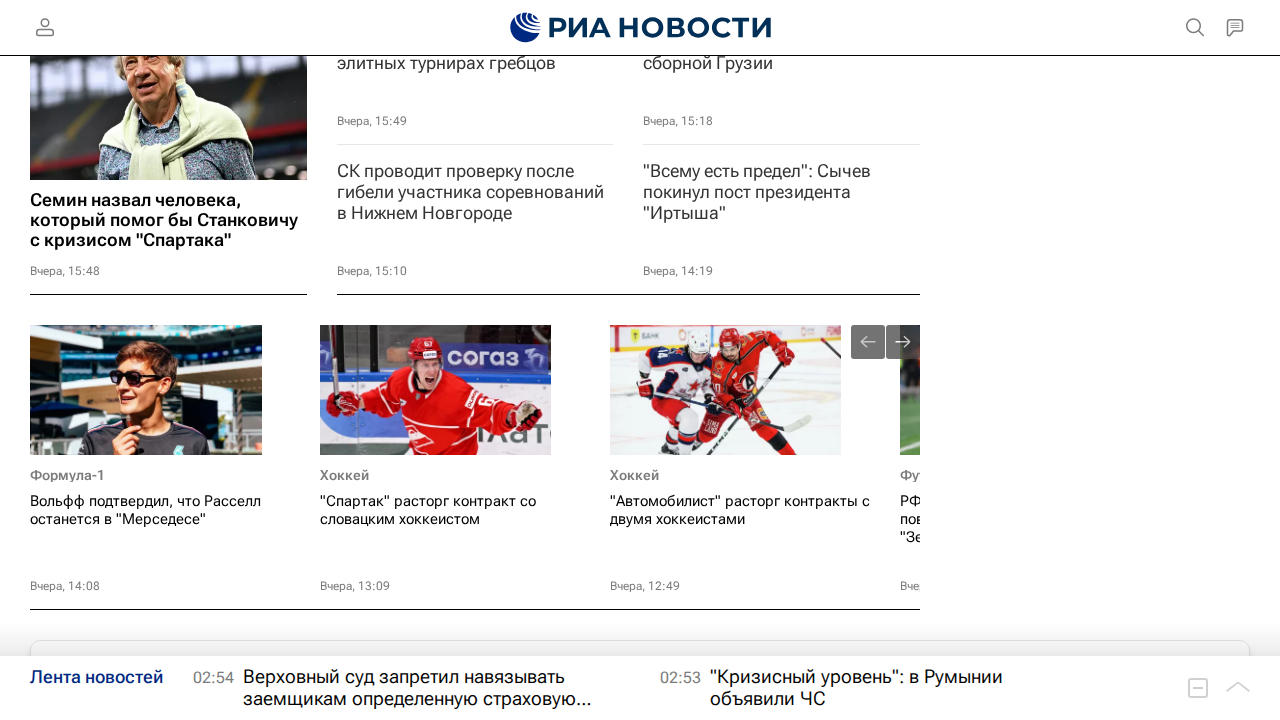 РИА НОВОСТИ
элитных турнирах гребцов
Вчера, 15:49
сборной Грузии
Вчера, 15:18
Семин назвал человека,
который помог бы Станковичу
с кризисом "Спартака"
Вчера, 15:48
СК проводит проверку после
гибели участника соревнований
в Нижнем Новгороде
Вчера, 15:10
"Всему есть предел": Сычев
покинул пост президента
"Иртыша"
Вчера, 14:19
Формула-1
Вольфф подтвердил, что Расселл
останется в "Мерседесе"
Вчера, 14:08
согаз
Хоккей
"Спартак" расторг контракт со
словацким хоккеистом
Вчера, 13:09
БАНК
Хоккей
"Автомобилист" расторг контракты с
двумя хоккеистами
Вчера, 12:49
Фу
РФ
пов
"Зе
Вче
Лента новостей
02:54
Верховный суд запретил навязывать
заемщикам определенную страховую...
02:53
"Кризисный уровень": в Румынии
объявили ЧС